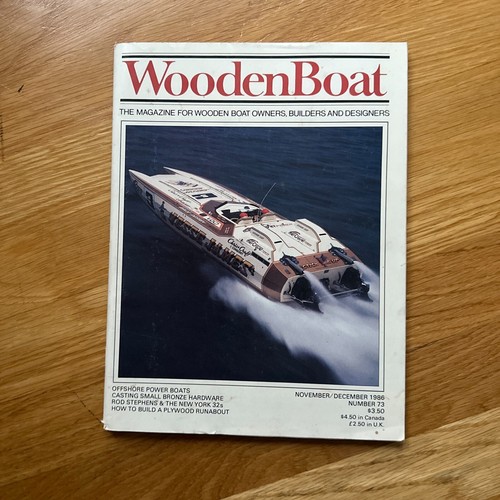 WoodenBoat
THE MAGAZINE FOR WOODEN BOAT OWNERS, BUILDERS AND DESIGNERS
OFFSHORE POWER BOATS
CASTING SMALL BRONZE HARDWARE
ROD STEPHENS & THE NEW YORK 32s
HOW TO BUILD A PLYWOOD RUNABOUT
NOVEMBER/DECEMBER 1986
NUMBER 73
$3.50
$4.50 in Canada
£2.50 in U.K.